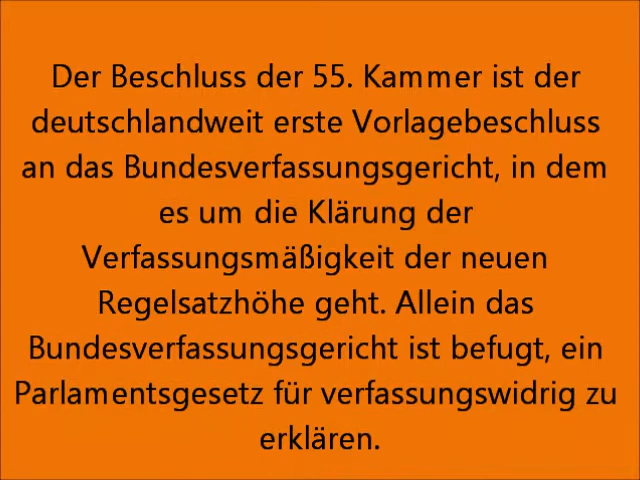 Der Beschluss der 55. Kammer ist der
deutschlandweit erste Vorlagebeschluss
an das Bundesverfassungsgericht, in dem
es um die Klärung der
Verfassungsmäßigkeit der neuen
Regelsatzhöhe geht. Allein das
Bundesverfassungsgericht ist befugt, ein
Parlamentsgesetz für verfassungswidrig zu
erklären.